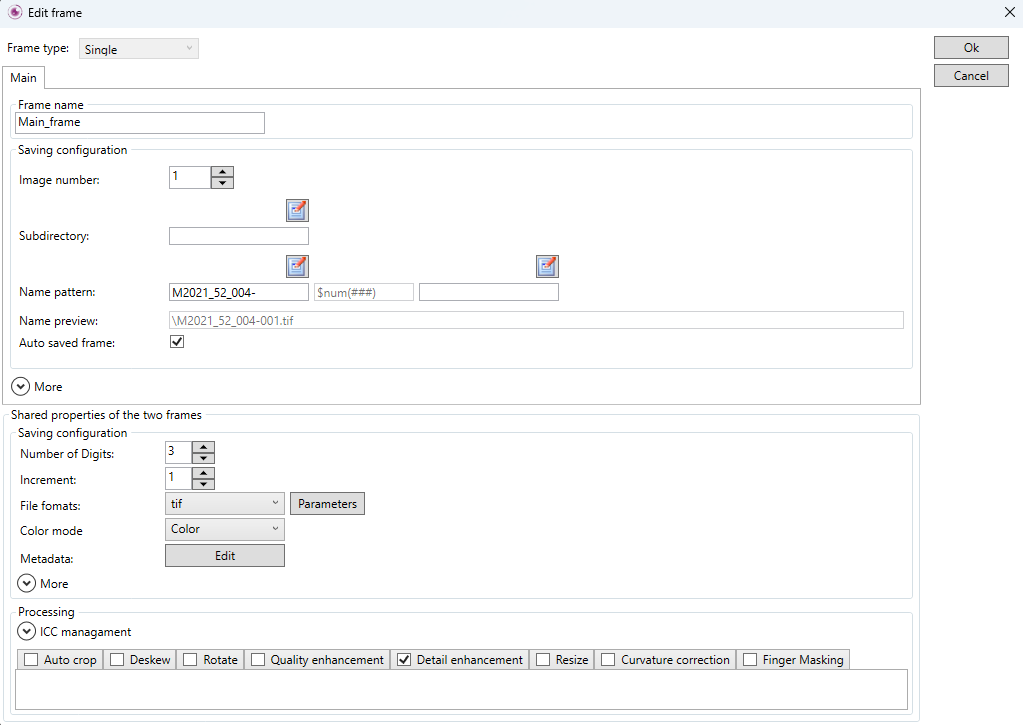 Edit frame
Frame type: Single
Ok
Cancel
Main
Frame name
Main_frame
Saving configuration
Image number: 1
Subdirectory:
Name pattern: M2021_52_004- $num(###)
Name preview: \M2021_52_004-001.tif
Auto saved frame:
More
Shared properties of the two frames
Saving configuration
Number of Digits: 3
Increment: 1
File fomats: tif Parameters
Color mode Color
Metadata: Edit
More
Processing
ICC managament
Auto crop Deskew Rotate Quality enhancement Detail enhancement Resize Curvature correction Finger Masking